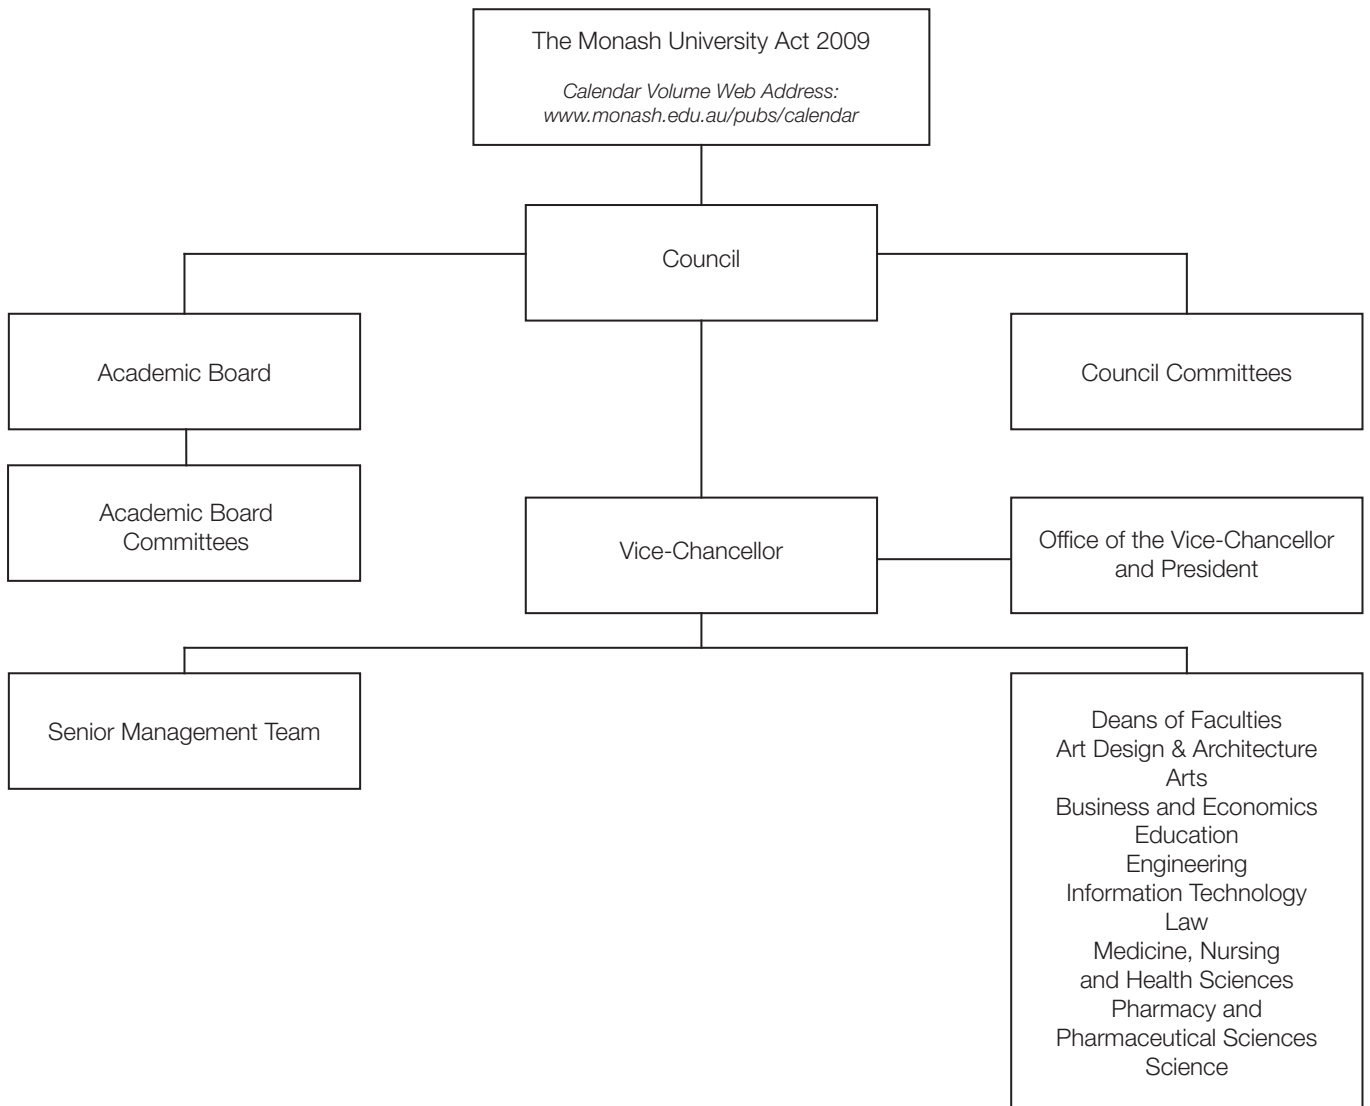 The Monash University Act 2009
Calendar Volume Web Address:
www.monash.edu.au/pubs/calendar
Council
Academic Board
Council Committees
Academic Board
Committees
Vice-Chancellor
Office of the Vice-Chancellor
and President
Senior Management Team
Deans of Faculties
Art Design & Architecture
Arts
Business and Economics
Education
Engineering
Information Technology
Law
Medicine, Nursing
and Health Sciences
Pharmacy and
Pharmaceutical Sciences
Science